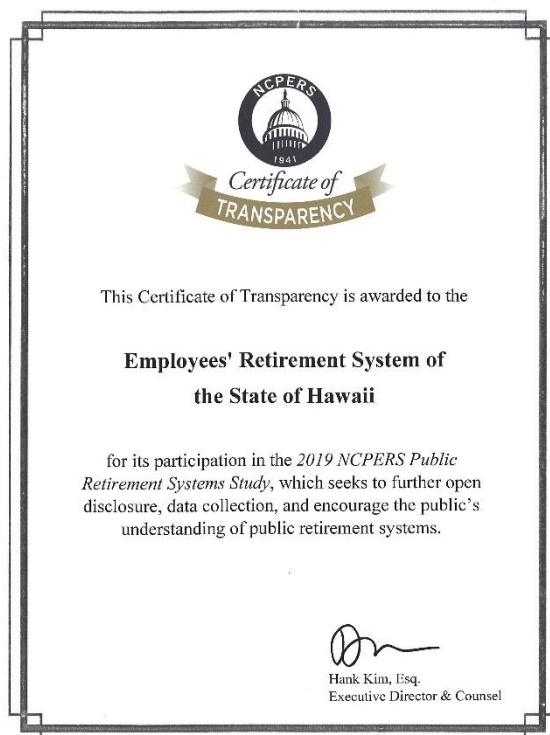 NCPERS
1941
Certificate of
TRANSPARENCY
This Certificate of Transparency is awarded to the
Employees' Retirement System of
the State of Hawaii
for its participation in the 2019 NCPERS Public
Retirement Systems Study, which seeks to further open
disclosure, data collection, and encourage the public's
understanding of public retirement systems.
Hank Kim, Esq.
Executive Director & Counsel